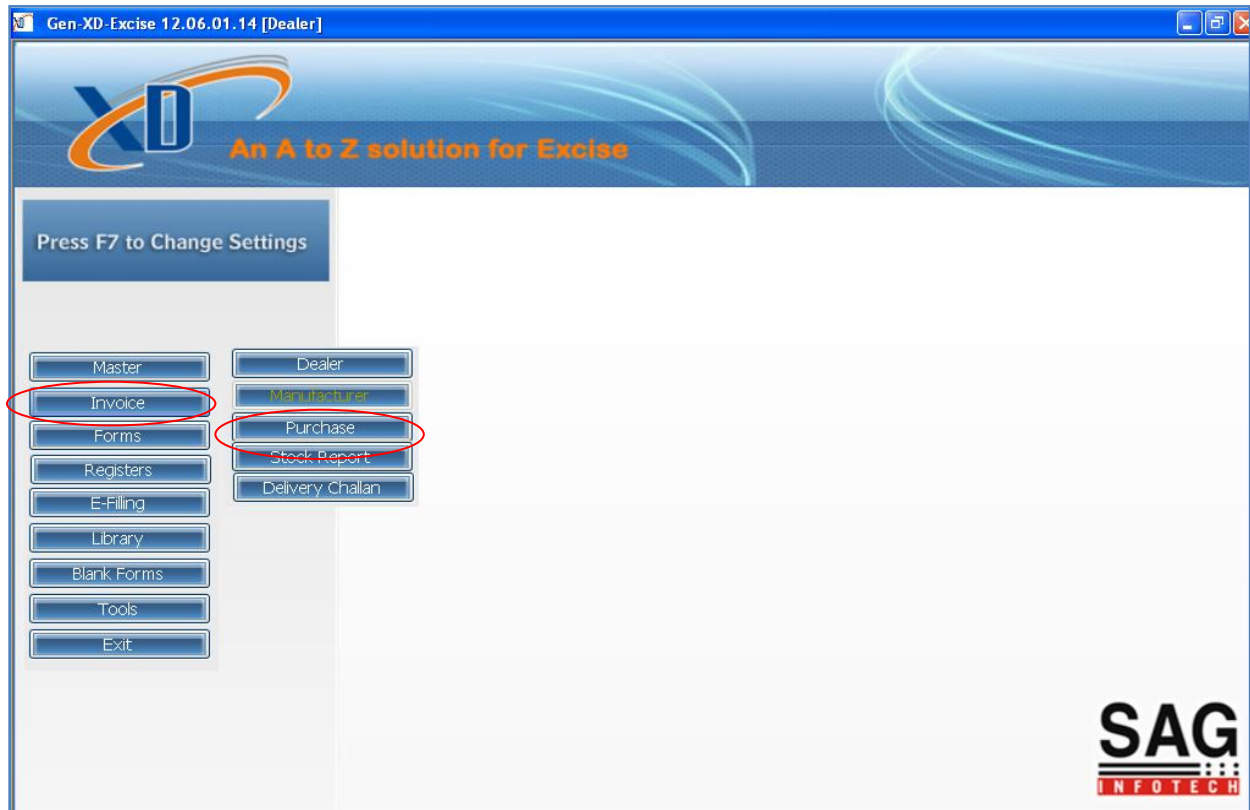 Gen-XD-Excise 12.06.01.14 [Dealer]
XD
An A to Z solution for Excise
Press F7 to Change Settings
Master
Invoice
Forms
Registers
E-Filling
Library
Blank Forms
Tools
Exit
Dealer
Manufacturer
Purchase
Stock Report
Delivery Challan
SAG
INFOTECH